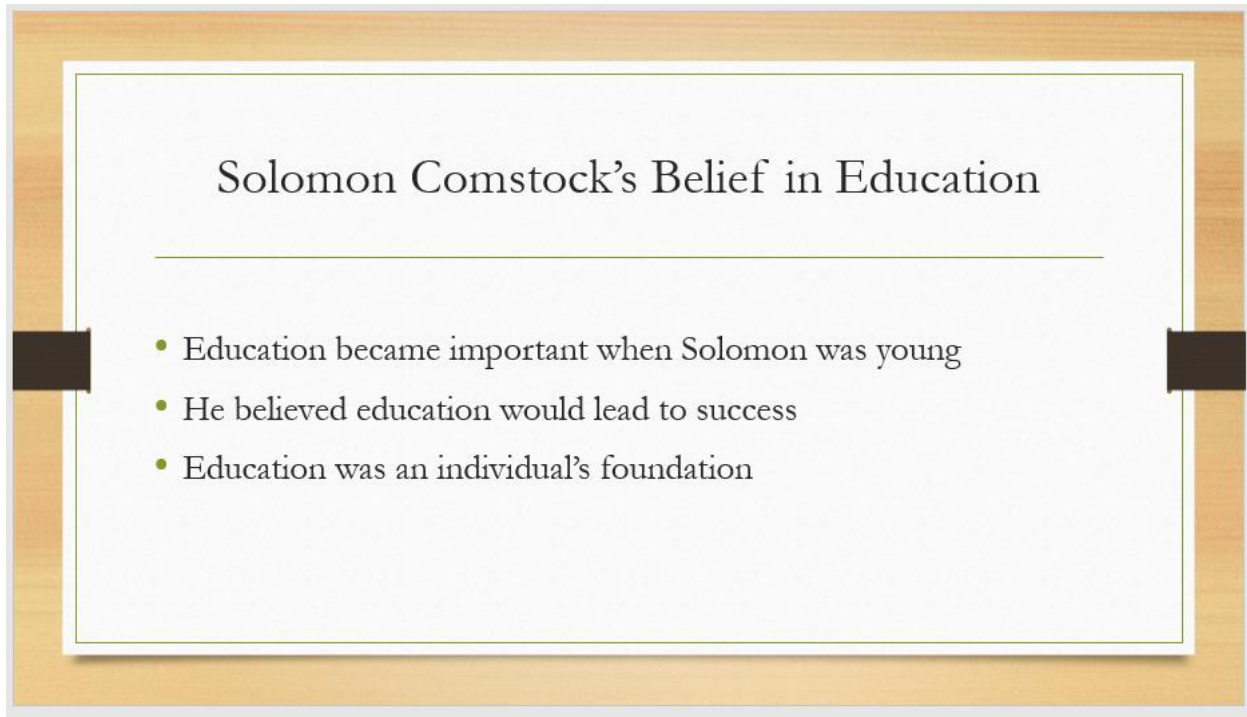 Solomon Comstock’s Belief in Education
• Education became important when Solomon was young
• He believed education would lead to success
• Education was an individual’s foundation